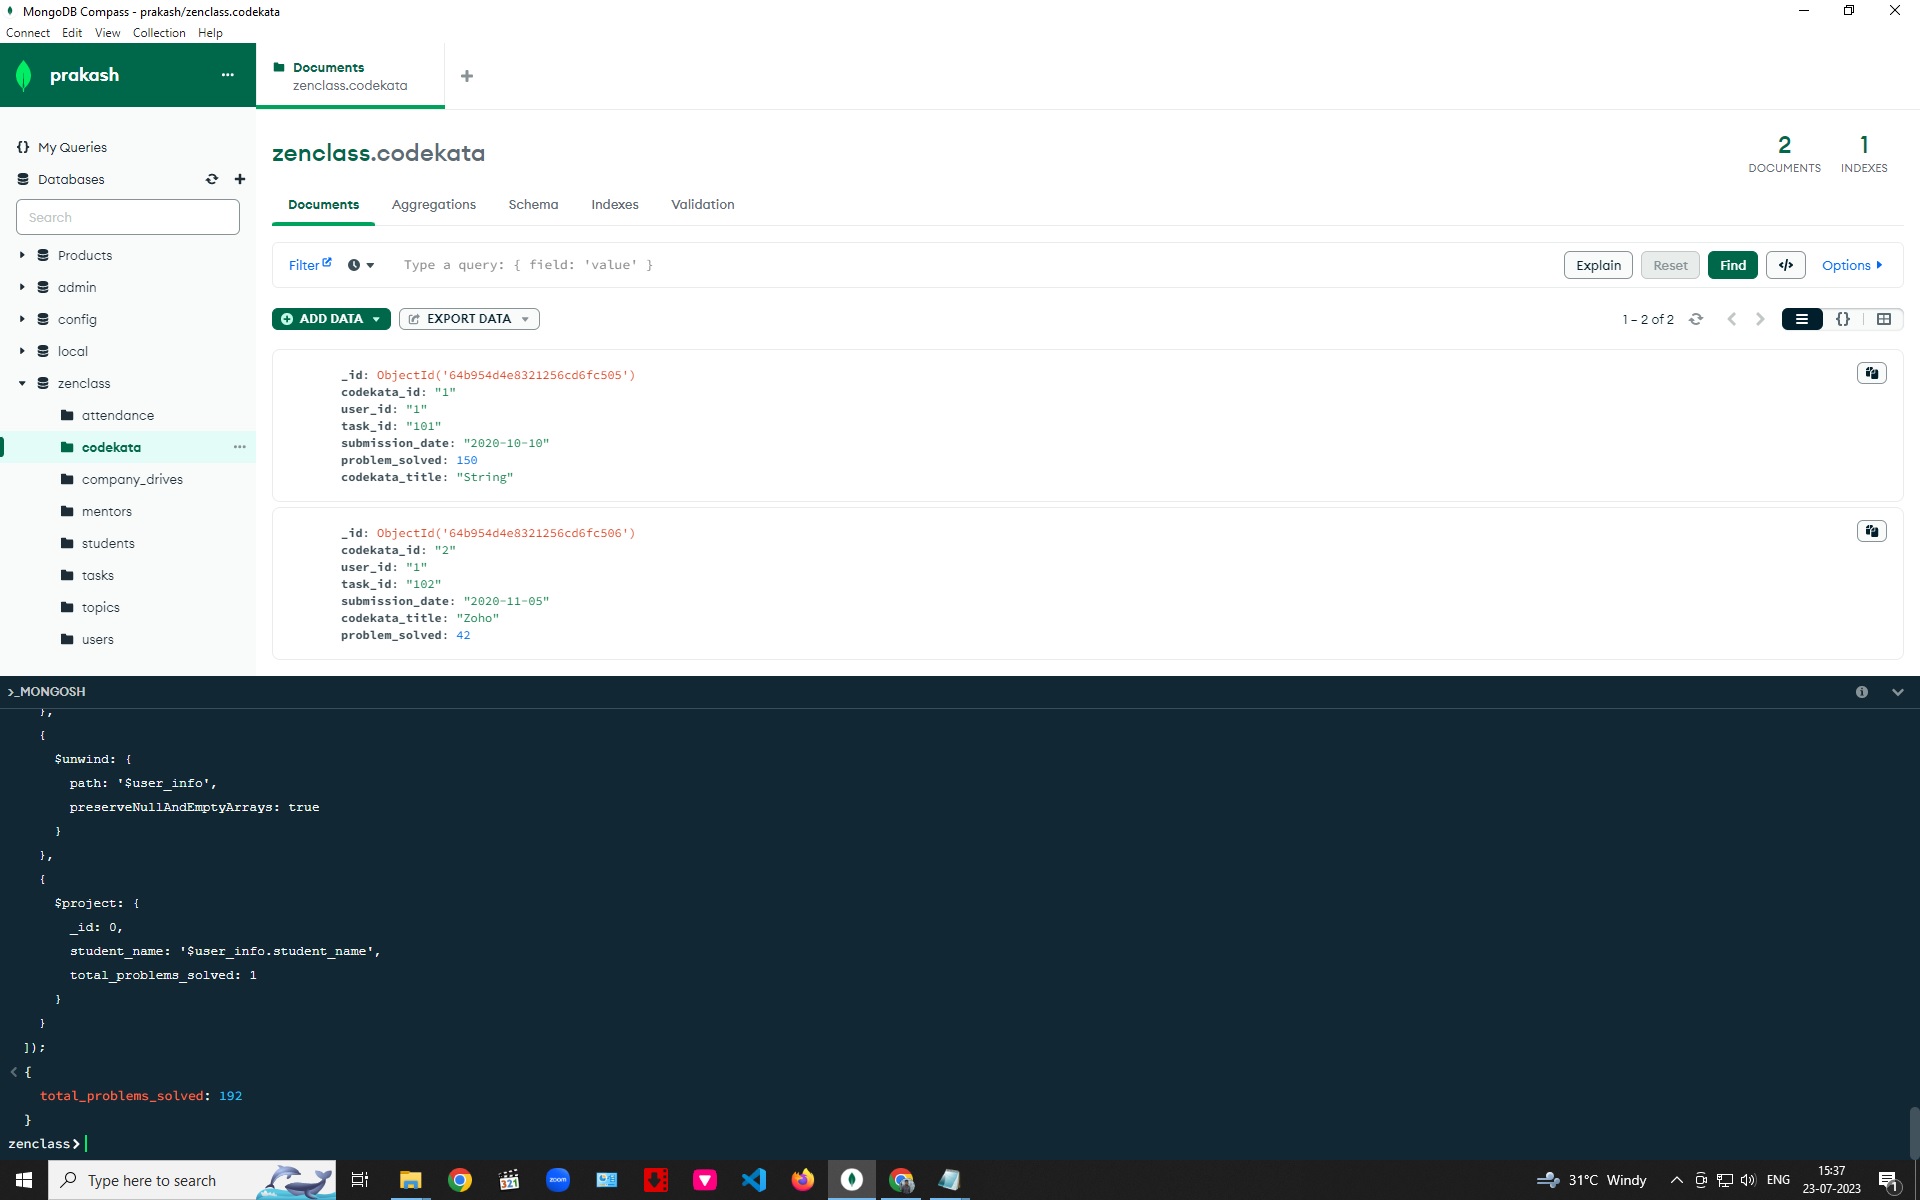 MongoDB Compass - prakash/zenclass.codekata
Connect Edit View Collection Help
prakash
Documents
zenclass.codekata
My Queries
Databases
Search
Products
admin
config
local
zenclass
attendance
codekata
company_drives
mentors
students
tasks
topics
users
zenclass.codekata
2
DOCUMENTS
1
INDEXES
Documents Aggregations Schema Indexes Validation
Filter Type a query: { field: 'value' } Explain Reset Find </> Options
ADD DATA EXPORT DATA 1 – 2 of 2 {}
_id: ObjectId('64b954d4e8321256cd6fc505')
codekata_id: "1"
user_id: "1"
task_id: "101"
submission_date: "2020-10-10"
problem_solved: 150
codekata_title: "String"
_id: ObjectId('64b954d4e8321256cd6fc506')
codekata_id: "2"
user_id: "1"
task_id: "102"
submission_date: "2020-11-05"
codekata_title: "Zoho"
problem_solved: 42
>_MONGOSH
},
{
$unwind: {
path: '$user_info',
preserveNullAndEmptyArrays: true
}
},
{
$project: {
_id: 0,
student_name: '$user_info.student_name',
total_problems_solved: 1
}
}
]);
< {
total_problems_solved: 192
}
zenclass>
Type here to search
321
zoom
31°C Windy
ENG
15:37
23-07-2023
1